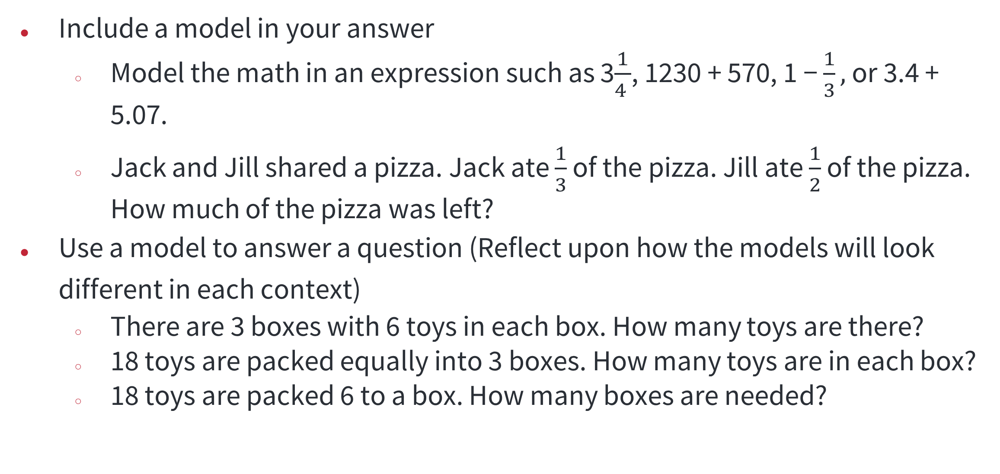 • Include a model in your answer
○ Model the math in an expression such as 3 1/4, 1230 + 570, 1 − 1/3, or 3.4 +
5.07.
○ Jack and Jill shared a pizza. Jack ate 1/3 of the pizza. Jill ate 1/2 of the pizza.
How much of the pizza was left?
• Use a model to answer a question (Reflect upon how the models will look
different in each context)
○ There are 3 boxes with 6 toys in each box. How many toys are there?
○ 18 toys are packed equally into 3 boxes. How many toys are in each box?
○ 18 toys are packed 6 to a box. How many boxes are needed?